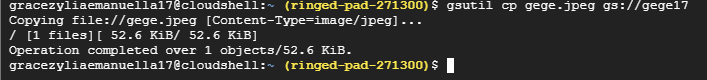 gracezyliaemanuella17@cloudshell:~ (ringed-pad-271300)$ gsutil cp gege.jpeg gs://gege17
Copying file://gege.jpeg [Content-Type=image/jpeg]...
/ [1 files][ 52.6 KiB/ 52.6 KiB]
Operation completed over 1 objects/52.6 KiB.
gracezyliaemanuella17@cloudshell:~ (ringed-pad-271300)$